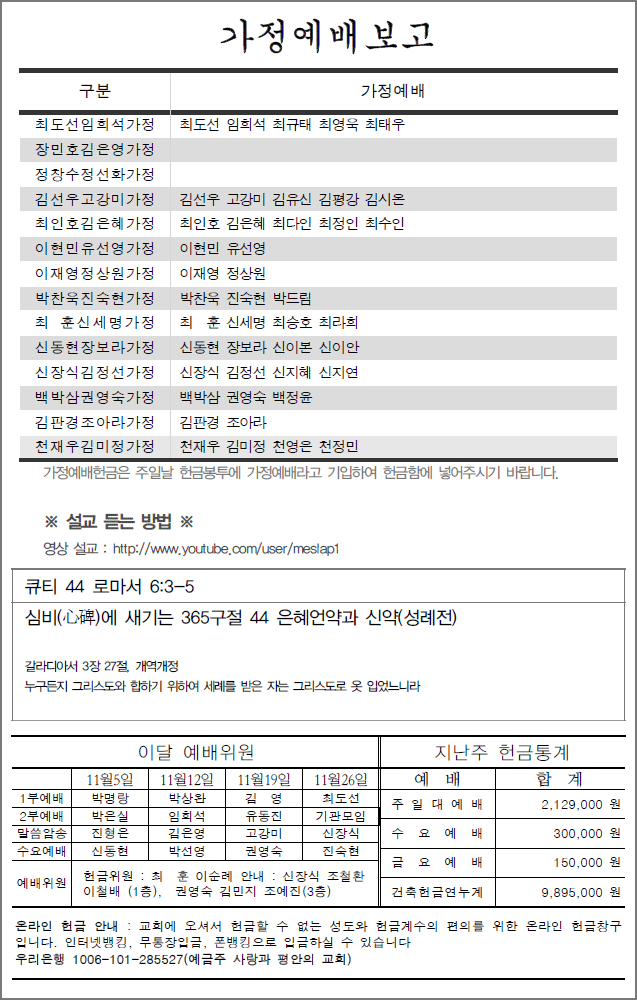 가정예배보고
구분 가정예배
최도선임희석가정 최도선 임희석 최규태 최영욱 최태우
장민호김은영가정
정창수정선화가정
김선우고강미가정 김선우 고강미 김유신 김평강 김시온
최인호김은혜가정 최인호 김은혜 최다인 최정인 최수인
이현민유선영가정 이현민 유선영
이재영정상원가정 이재영 정상원
박찬욱진숙현가정 박찬욱 진숙현 박드림
최 훈신세명가정 최 훈 신세명 최승호 최라희
신동현장보라가정 신동현 장보라 신이본 신이안
신장식김정선가정 신장식 김정선 신지혜 신지연
백박삼권영숙가정 백박삼 권영숙 백정윤
김판경조아라가정 김판경 조아라
천재우김미정가정 천재우 김미정 천영은 천정민
가정예배헌금은 주일날 헌금봉투에 가정예배라고 기입하여 헌금함에 넣어주시기 바랍니다.
※ 설교 듣는 방법 ※
영상 설교 : http://www.youtube.com/user/meslap1
큐티 44 로마서 6:3-5
심비(心碑)에 새기는 365구절 44 은혜언약과 신약(성례전)
갈라디아서 3장 27절, 개역개정
누구든지 그리스도와 합하기 위하여 세례를 받은 자는 그리스도로 옷 입었느니라
이달 예배위원
11월5일 11월12일 11월19일 11월26일
1부예배 박명랑 박상완 김 영 최도선
2부예배 박은실 임희석 유동진 기관모임
말씀암송 진형은 김은영 고강미 신장식
수요예배 신동현 박선영 권영숙 진숙현
예배위원 헌금위원 : 최 훈 이순례 안내 : 신장식 조철환
이철배 (1층), 권영숙 김민지 조예진(3층)
지난주 헌금통계
예 배 합 계
주 일 대 예 배 2,129,000 원
수 요 예 배 300,000 원
금 요 예 배 150,000 원
건축헌금연누계 9,895,000 원
온라인 헌금 안내 : 교회에 오셔서 헌금할 수 없는 성도와 헌금계수의 편의를 위한 온라인 헌금창구
입니다. 인터넷뱅킹, 무통장입금, 폰뱅킹으로 입금하실 수 있습니다
우리은행 1006-101-285527(예금주 사랑과 평안의 교회)